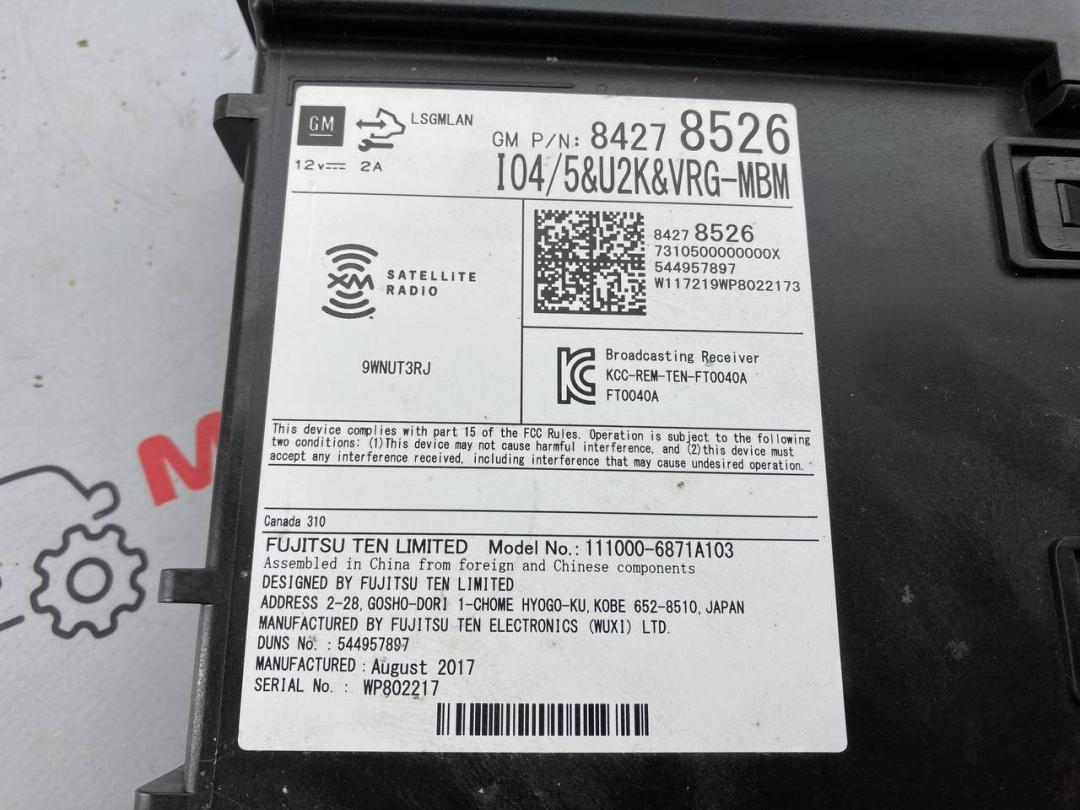 GM
LSGMLAN
12v 2A
GM P/N: 8427 8526
IO4/5&U2K&VRG-MBM
XM SATELLITE
RADIO
9WNUT3RJ
8427 8526
7310500000000X
544957897
W117219WP8022173
KC
Broadcasting Receiver
KCC-REM-TEN-FT0040A
FT0040A
This device complies with part 15 of the FCC Rules. Operation is subject to the following
two conditions: (1)This device may not cause harmful interference, and (2)this device must
accept any interference received, including interference that may cause undesired operation.
Canada 310
FUJITSU TEN LIMITED Model No.: 111000-6871A103
Assembled in China from foreign and Chinese components
DESIGNED BY FUJITSU TEN LIMITED
ADDRESS 2-28, GOSHO-DORI 1-CHOME HYOGO-KU, KOBE 652-8510, JAPAN
MANUFACTURED BY FUJITSU TEN ELECTRONICS (WUXI) LTD.
DUNS No. : 544957897
MANUFACTURED : August 2017
SERIAL No. : WP802217
M